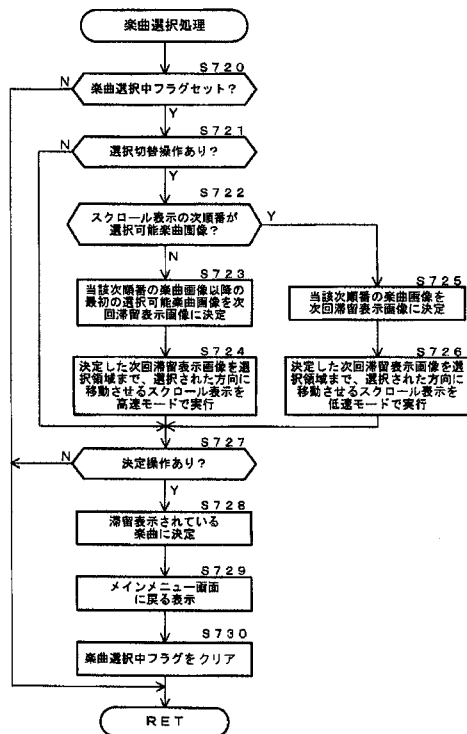 楽曲選択処理
S720
楽曲選択中フラグセット？
N
Y
S721
選択切替操作あり？
N
Y
S722
スクロール表示の次順番が
選択可能楽曲画像？
Y
N
S723
当該次順番の楽曲画像以降の
最初の選択可能楽曲画像を次
回滞留表示画像に決定
S725
当該次順番の楽曲画像を
次回滞留表示画像に決定
S724
決定した次回滞留表示画像を選
択領域まで、選択された方向に
移動させるスクロール表示を
高速モードで実行
S726
決定した次回滞留表示画像を選
択領域まで、選択された方向に
移動させるスクロール表示を
低速モードで実行
S727
決定操作あり？
N
Y
S728
滞留表示されている
楽曲に決定
S729
メインメニュー画面
に戻る表示
S730
楽曲選択中フラグをクリア
RET